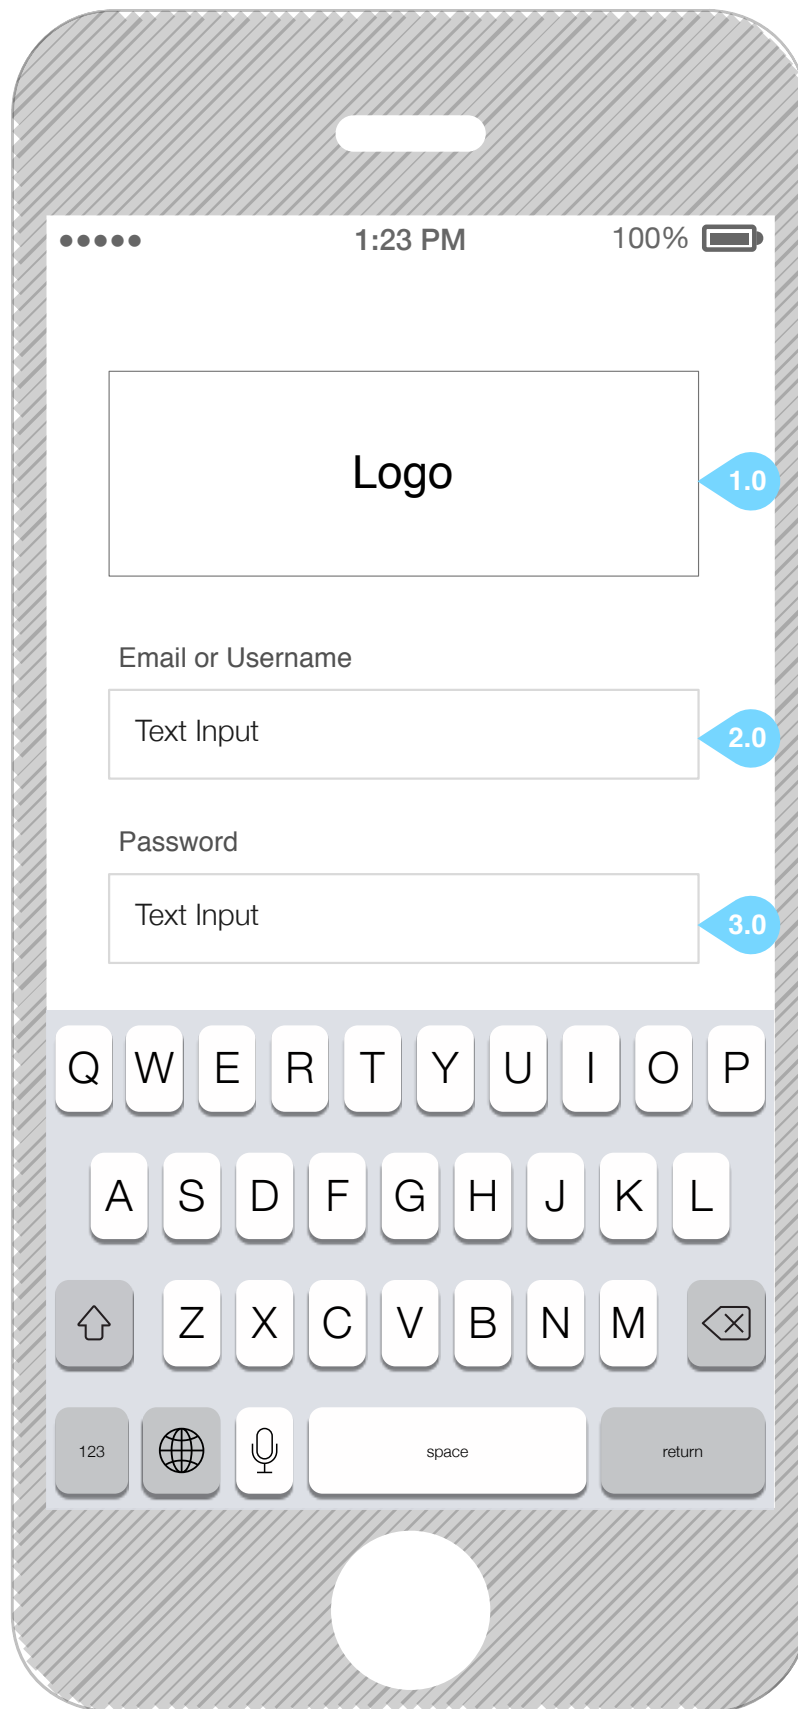 1:23 PM 100%
Logo
1.0
Email or Username
Text Input
2.0
Password
Text Input
3.0
Q W E R T Y U I O P
A S D F G H J K L
Z X C V B N M
123 space return